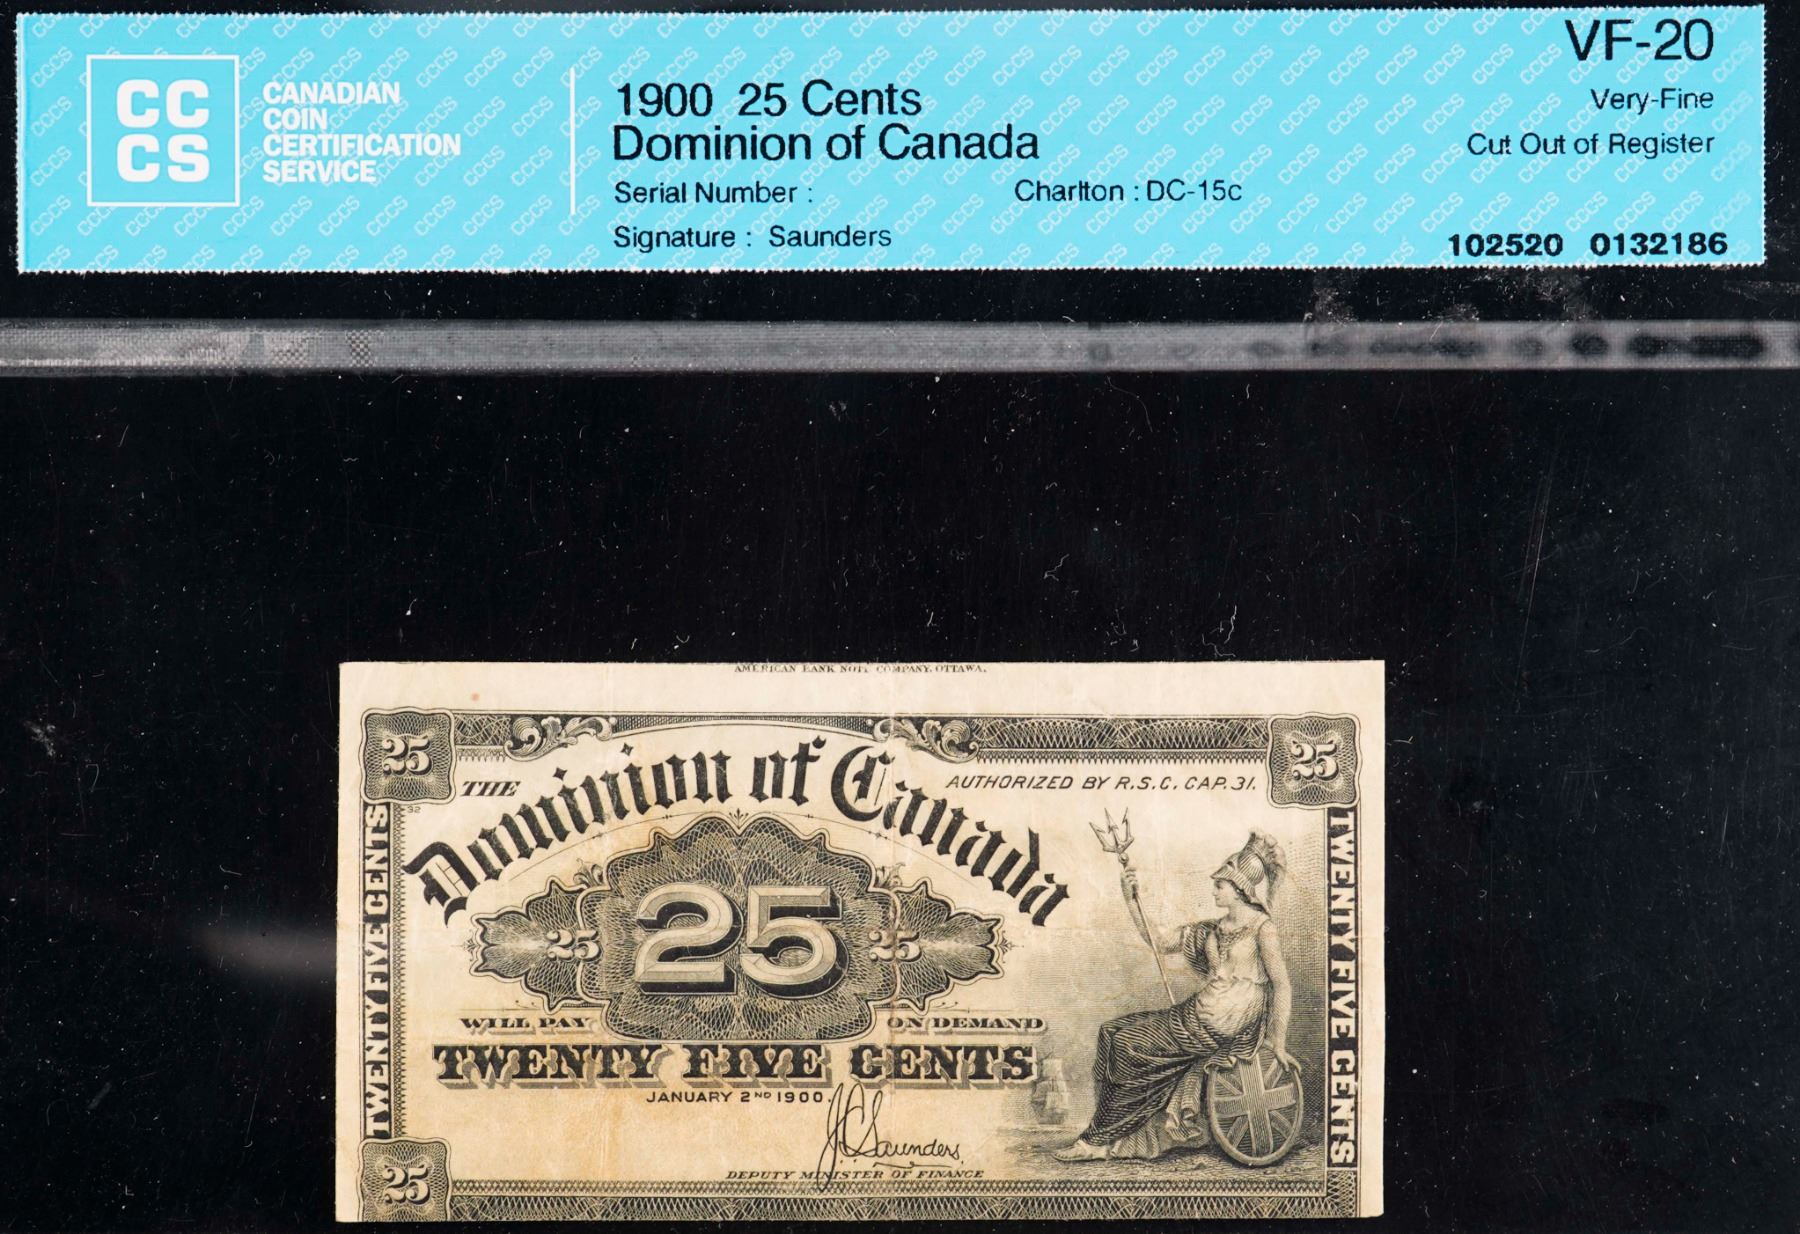 CC
CS
CANADIAN
COIN
CERTIFICATION
SERVICE
1900 25 Cents
Dominion of Canada
Serial Number :
Charlton : DC-15c
Signature : Saunders
VF-20
Very-Fine
Cut Out of Register
102520 0132186
AMERICAN BANK NOTE COMPANY, OTTAWA.
25
25
THE
Dominion of Canada
AUTHORIZED BY R.S.C. CAP. 31.
32
TWENTY FIVE CENTS
TWENTY FIVE CENTS
25
25
25
WILL PAY
ON DEMAND
TWENTY FIVE CENTS
JANUARY 2ND 1900.
J C Saunders
DEPUTY MINISTER OF FINANCE
25